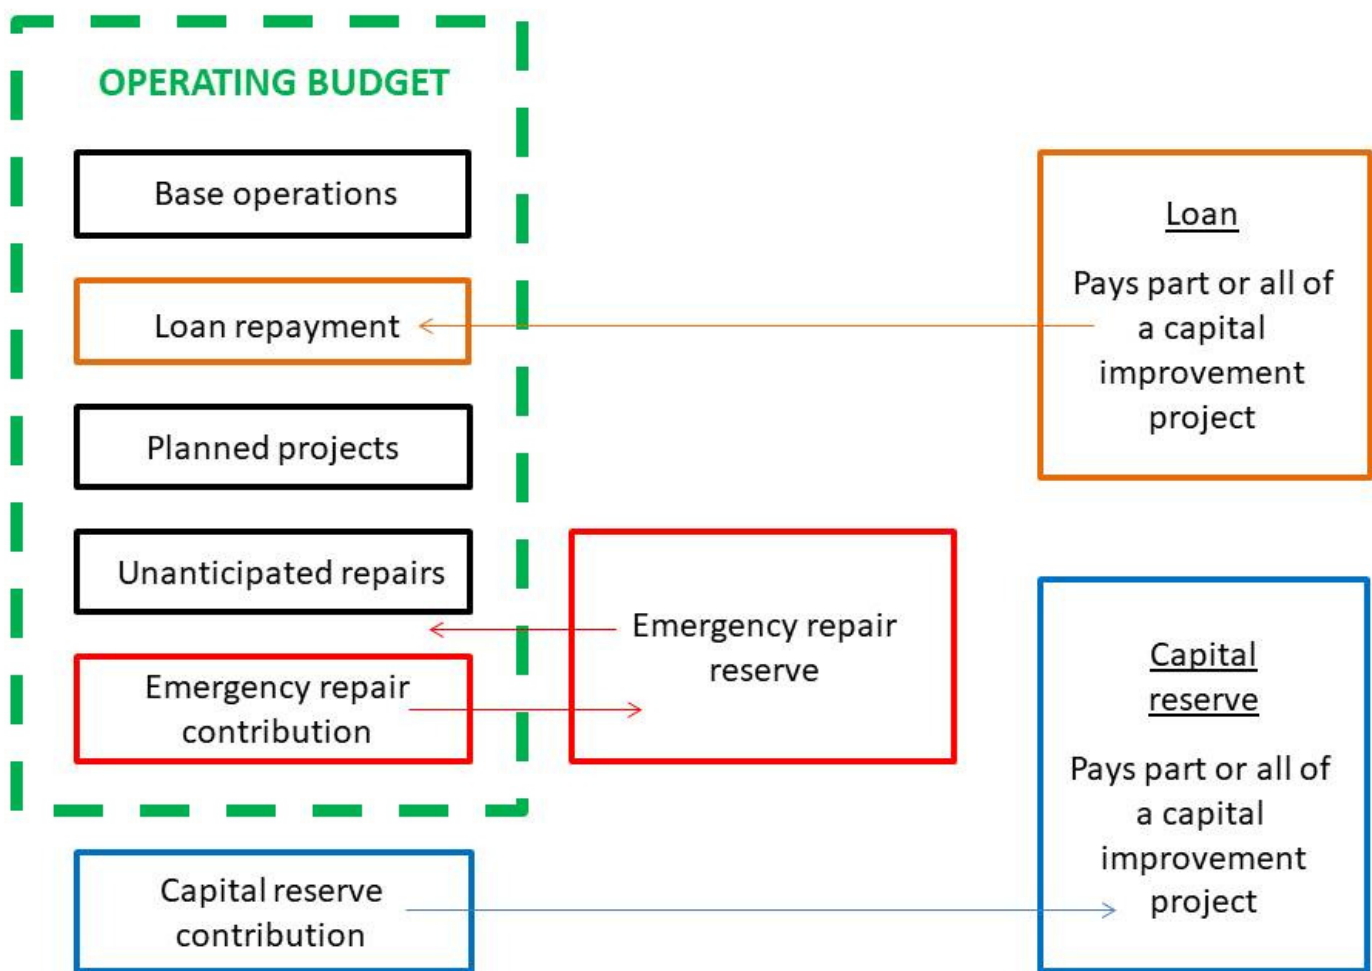 OPERATING BUDGET
Base operations
Loan repayment
Planned projects
Unanticipated repairs
Emergency repair
contribution
Capital reserve
contribution
Emergency repair
reserve
Loan
Pays part or all of
a capital
improvement
project
Capital
reserve
Pays part or all of
a capital
improvement
project